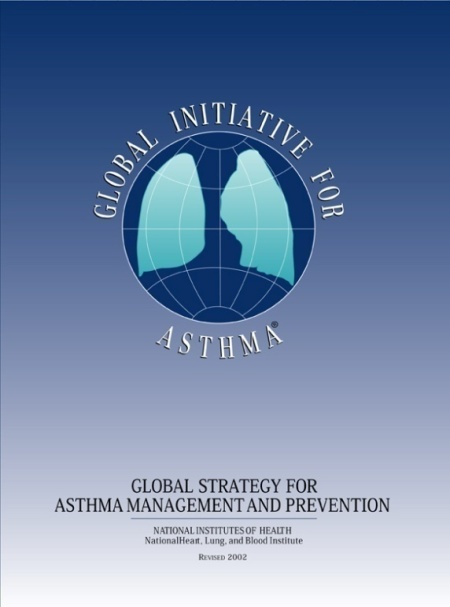 GLOBAL INITIATIVE FOR
ASTHMA®
GLOBAL STRATEGY FOR
ASTHMA MANAGEMENT AND PREVENTION
NATIONAL INSTITUTES OF HEALTH
NationalHeart, Lung, and Blood Institute
REVISED 2002